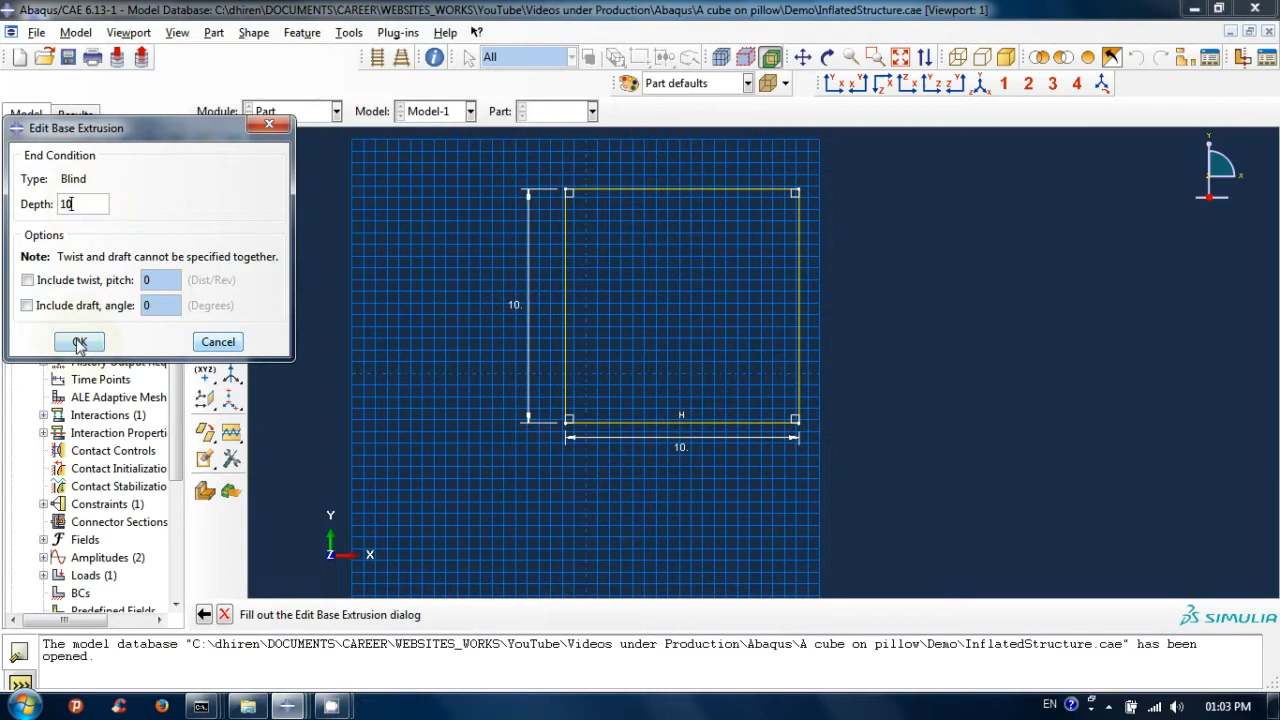 Abaqus/CAE 6.13-1 - Model Database: C:\dhiren\DOCUMENTS\CAREER\WEBSITES_WORKS\YouTube\Videos under Production\Abaqus\A cube on pillow\Demo\InflatedStructure.cae [Viewport: 1]
File Model Viewport View Part Shape Feature Tools Plug-ins Help
All
Part defaults
1 2 3 4
Model Results Module: Part Model: Model-1 Part:
Edit Base Extrusion
End Condition
Type: Blind
Depth: 10
Options
Note: Twist and draft cannot be specified together.
Include twist, pitch: 0 (Dist/Rev)
Include draft, angle: 0 (Degrees)
OK Cancel
Time Points
ALE Adaptive Mesh
Interactions (1)
Interaction Properti
Contact Controls
Contact Initializatio
Contact Stabilizatio
Constraints (1)
Connector Sections
Fields
Amplitudes (2)
Loads (1)
BCs
Predefined Fields
(XYZ)
10.
H
10.
Y
Z X
Y
X
Fill out the Edit Base Extrusion dialog
SIMULIA
The model database "C:\dhiren\DOCUMENTS\CAREER\WEBSITES_WORKS\YouTube\Videos under Production\Abaqus\A cube on pillow\Demo\InflatedStructure.cae" has been
opened.
>>>
EN 01:03 PM